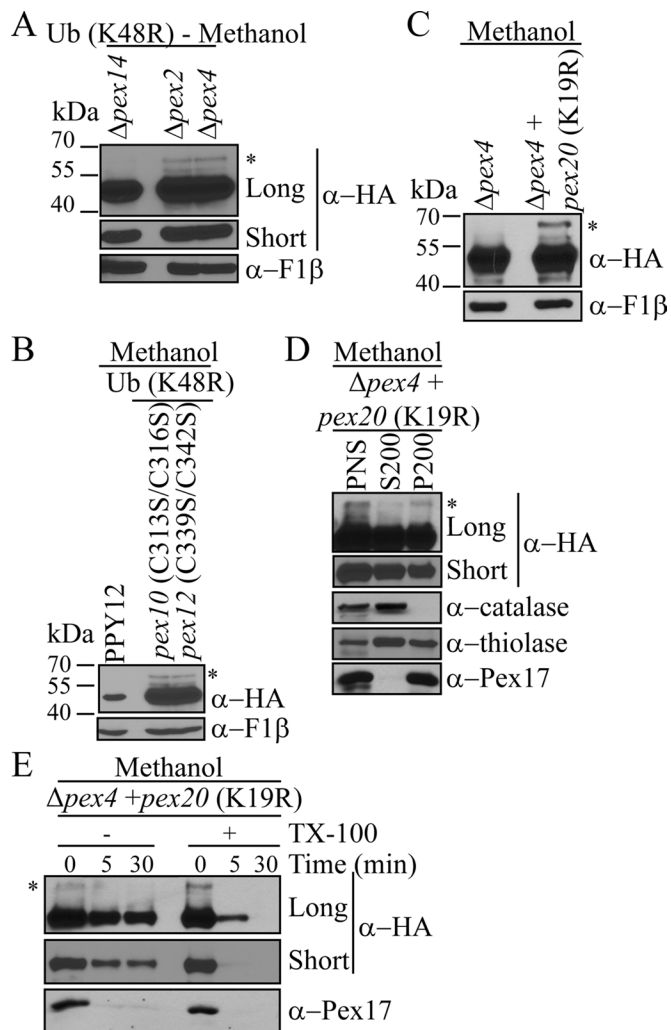 A
Ub (K48R) - Methanol
Δpex14
Δpex2
Δpex4
kDa
70
55
40
*
Long
Short
α−HA
α−F1β
B
Methanol
Ub (K48R)
PPY12
pex10 (C313S/C316S)
pex12 (C339S/C342S)
kDa
70
55
40
*
α−HA
α−F1β
C
Methanol
Δpex4
Δpex4 +
pex20 (K19R)
kDa
70
55
40
*
α−HA
α−F1β
D
Methanol
Δpex4 +
pex20 (K19R)
PNS
S200
P200
*
Long
Short
α−HA
α−catalase
α−thiolase
α−Pex17
E
Methanol
Δpex4 +pex20 (K19R)
- + TX-100
0 5 30 0 5 30 Time (min)
*
Long
Short
α−HA
α−Pex17